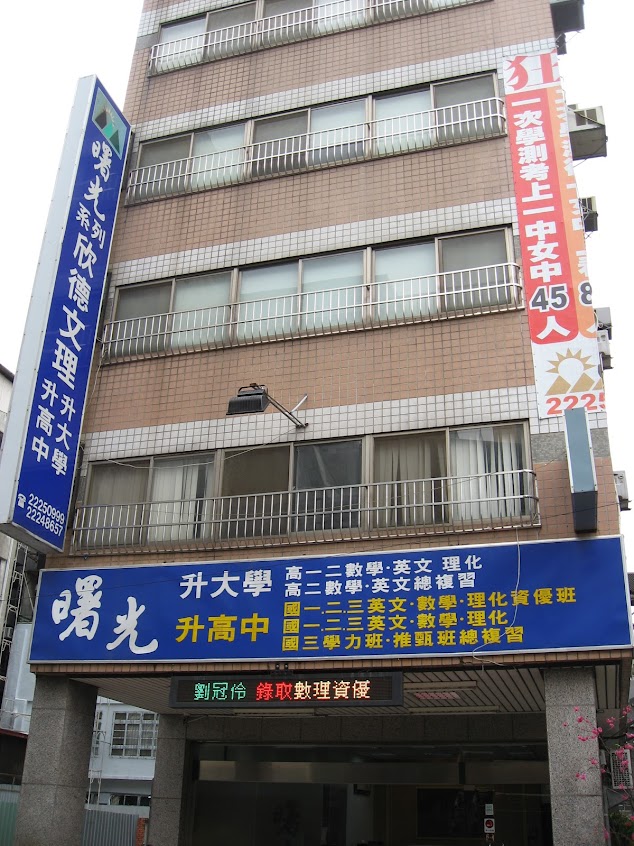 曙光系列
欣德文理
升大學
升高中
☎22250999
22248657
狂
一次學測考上一中女中45人
2225
曙光
升大學
高一二數學·英文 理化
高二數學·英文總複習
升高中
國一.二.三英文·數學·理化資優班
國一.二.三英文·數學·理化
國三學力班·推甄班總複習
劉冠伶 錄取數理資優